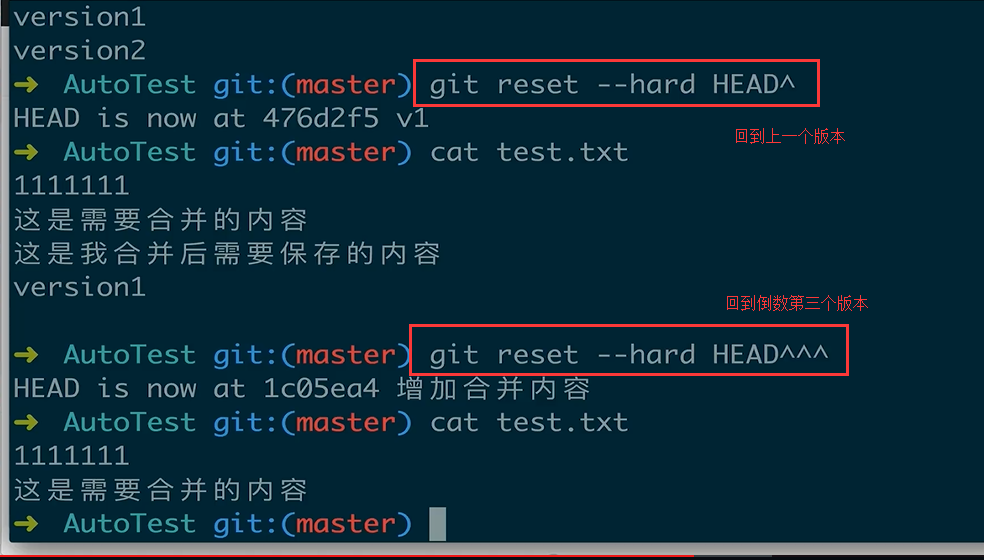 version1
version2
➜ AutoTest git:(master) git reset --hard HEAD^
HEAD is now at 476d2f5 v1
回到上一个版本
➜ AutoTest git:(master) cat test.txt
1111111
这是需要合并的内容
这是我合并后需要保存的内容
version1
回到倒数第三个版本
➜ AutoTest git:(master) git reset --hard HEAD^^^
HEAD is now at 1c05ea4 增加合并内容
➜ AutoTest git:(master) cat test.txt
1111111
这是需要合并的内容
➜ AutoTest git:(master)